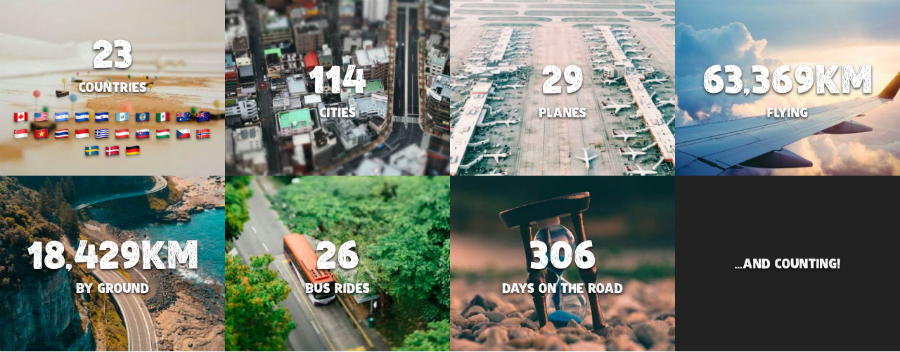 23
COUNTRIES
114
CITIES
29
PLANES
63,369KM
FLYING
18,429KM
BY GROUND
26
BUS RIDES
306
DAYS ON THE ROAD
...AND COUNTING!